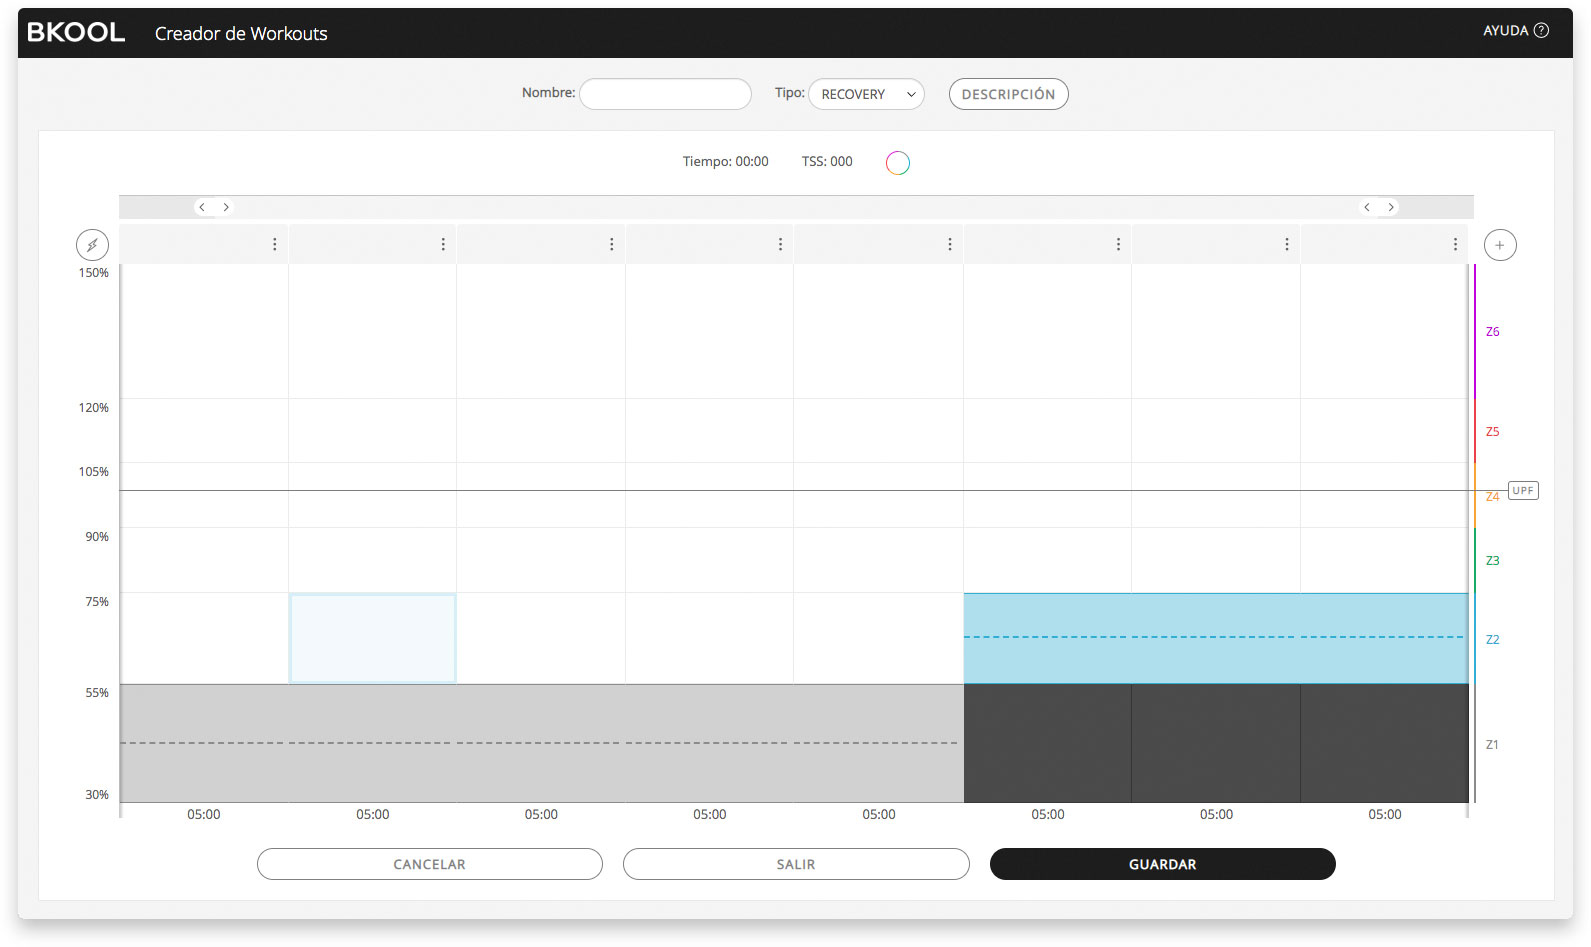 BKOOL Creador de Workouts AYUDA ?
Nombre: Tipo: RECOVERY DESCRIPCIÓN
Tiempo: 00:00 TSS: 000
150%
Z6
120%
Z5
105%
UPF
Z4
90%
Z3
75%
Z2
55%
Z1
30%
05:00 05:00 05:00 05:00 05:00 05:00 05:00 05:00
CANCELAR SALIR GUARDAR